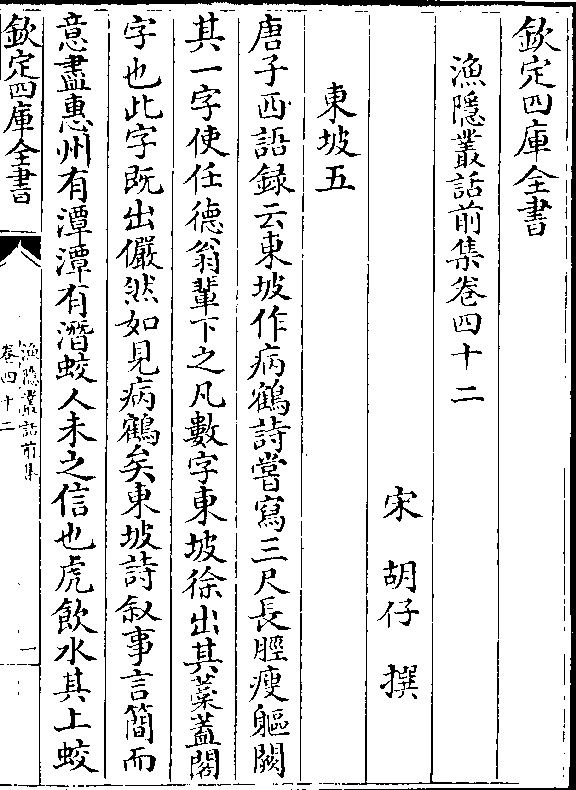 欽定四庫全書
漁隱叢話前集卷四十二
宋 胡仔 撰
東坡五
唐子西語録云東坡作病鶴詩嘗寫三尺長脛瘦軀闕
其一字使任德翁輩下之凡數字東坡徐出其藁蓋閣
字也此字既出儼然如見病鶴矣東坡詩叙事言簡而
意盡惠州有潭潭有潛蛟人未之信也虎飲水其上蛟
欽定四庫全書
漁隱叢話前集
卷四十二
一